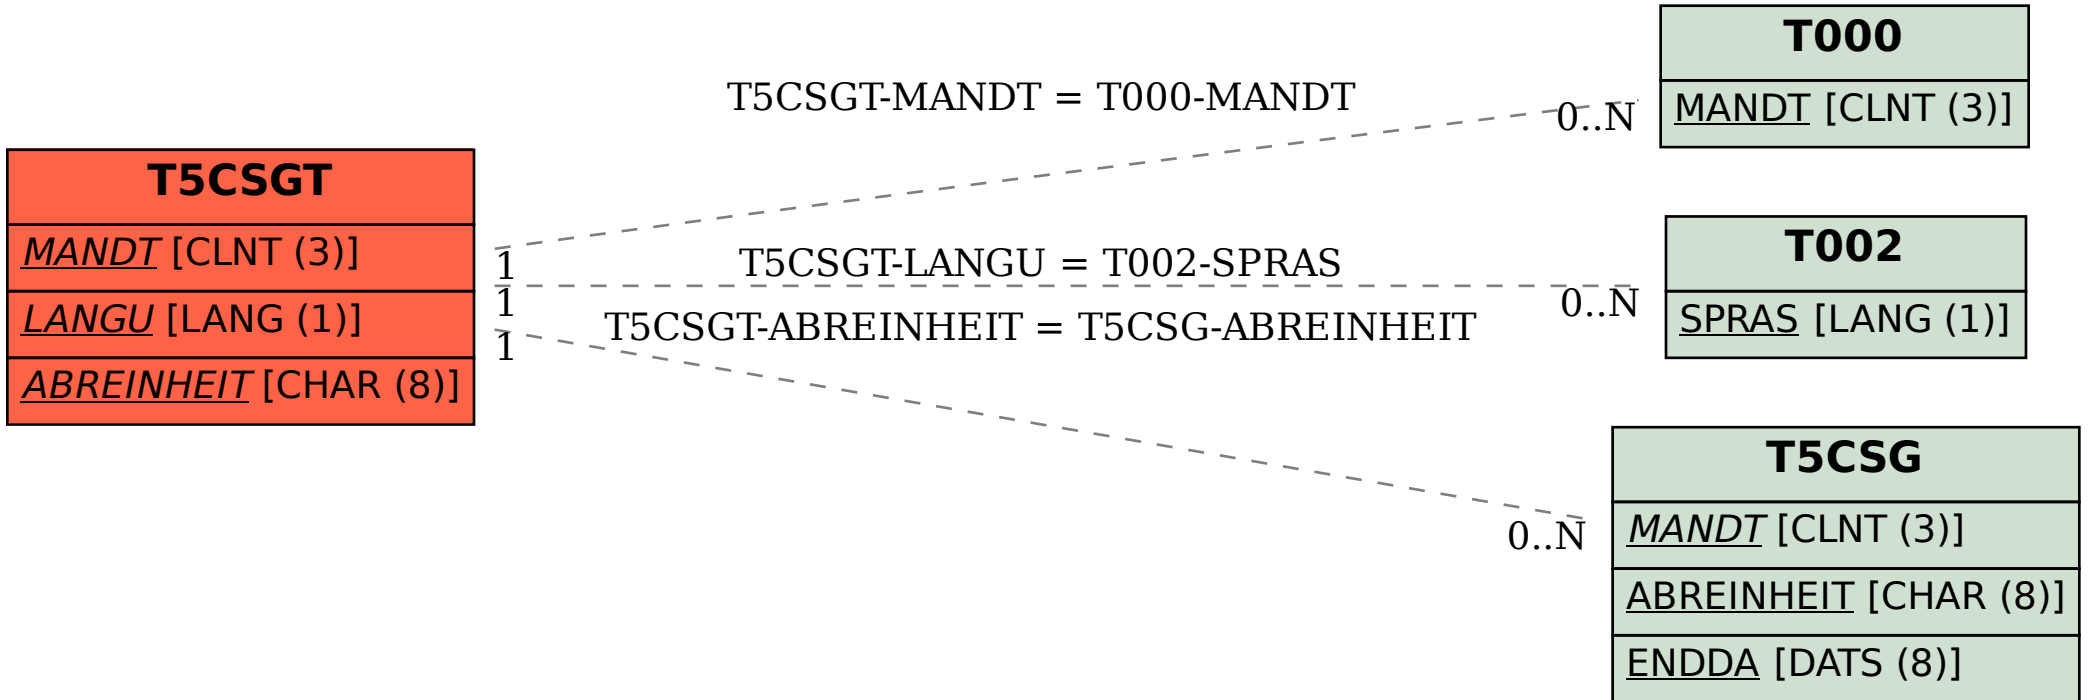 T5CSGT
MANDT [CLNT (3)]
LANGU [LANG (1)]
ABREINHEIT [CHAR (8)]
T5CSGT-MANDT = T000-MANDT
1
0..N
T5CSGT-LANGU = T002-SPRAS
1
0..N
T5CSGT-ABREINHEIT = T5CSG-ABREINHEIT
1
0..N
T000
MANDT [CLNT (3)]
T002
SPRAS [LANG (1)]
T5CSG
MANDT [CLNT (3)]
ABREINHEIT [CHAR (8)]
ENDDA [DATS (8)]